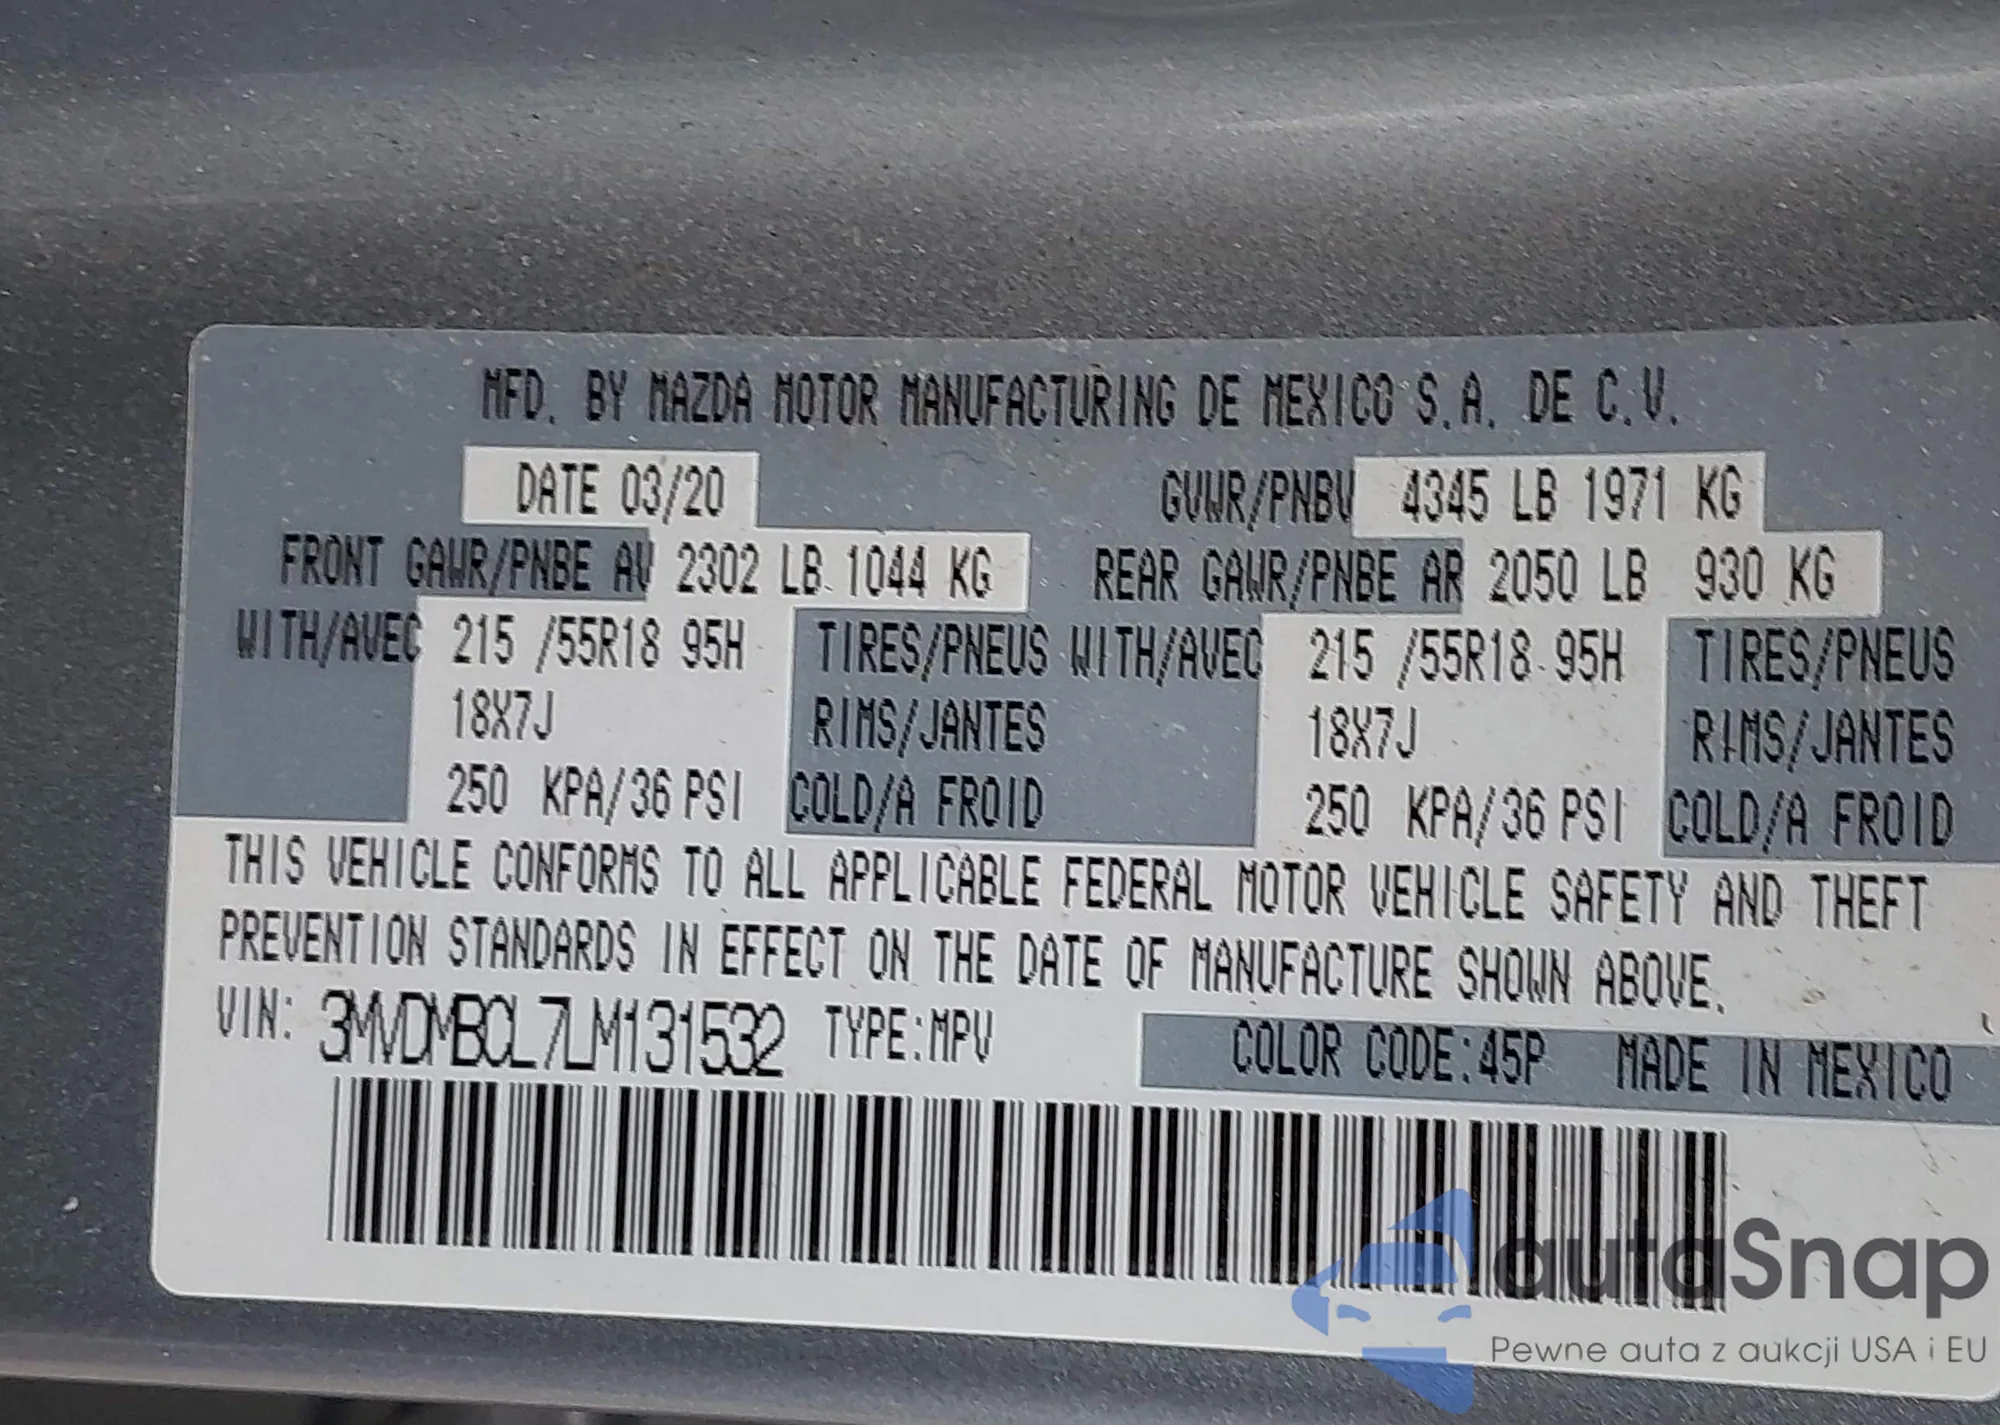 MFD. BY MAZDA MOTOR MANUFACTURING DE MEXICO S.A. DE C.V.
DATE 03/20 GVWR/PNBV 4345 LB 1971 KG
FRONT GAWR/PNBE AV 2302 LB 1044 KG REAR GAWR/PNBE AR 2050 LB 930 KG
WITH/AVEC 215 /55R18 95H TIRES/PNEUS WITH/AVEC 215 /55R18 95H TIRES/PNEUS
18X7J RIMS/JANTES 18X7J RIMS/JANTES
250 KPA/36 PSI COLD/A FROID 250 KPA/36 PSI COLD/A FROID
THIS VEHICLE CONFORMS TO ALL APPLICABLE FEDERAL MOTOR VEHICLE SAFETY AND THEFT
PREVENTION STANDARDS IN EFFECT ON THE DATE OF MANUFACTURE SHOWN ABOVE.
VIN: 3MVDMBCL7LM131532 TYPE:MPV COLOR CODE:45P MADE IN MEXICO
autaSnap
Pewne auta z aukcji USA i EU